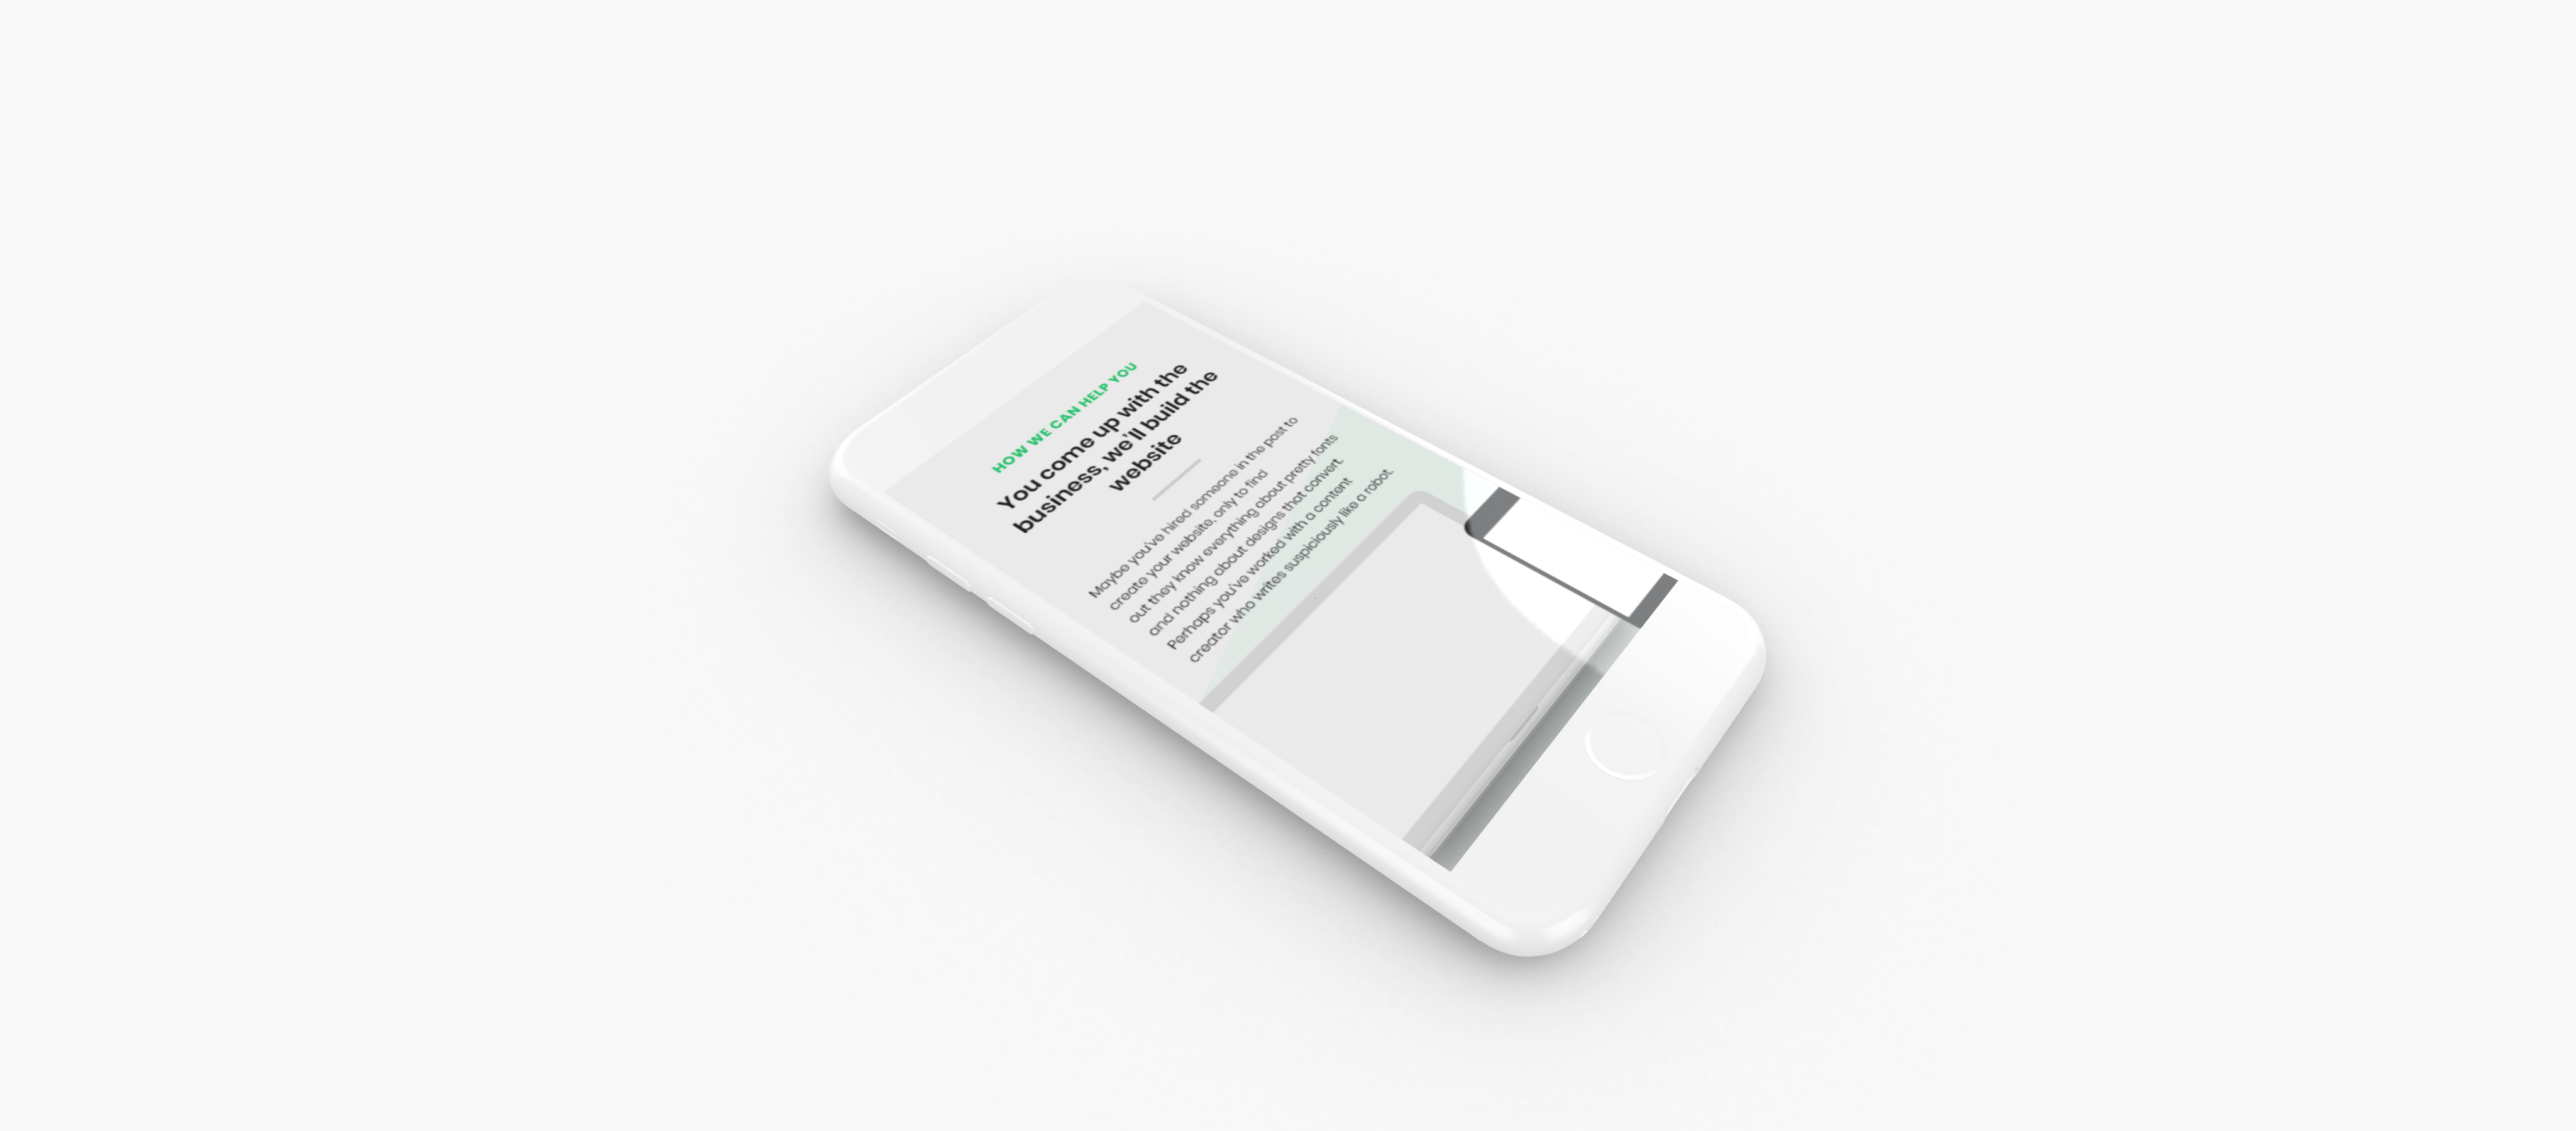 HOW WE CAN HELP YOU
You come up with the
business, we'll build the
website
Maybe you've hired someone in the past to
create your website, only to find
out they know everything about pretty fonts
and nothing about designs that convert.
Perhaps you've worked with a content
creator who writes suspiciously like a robot.